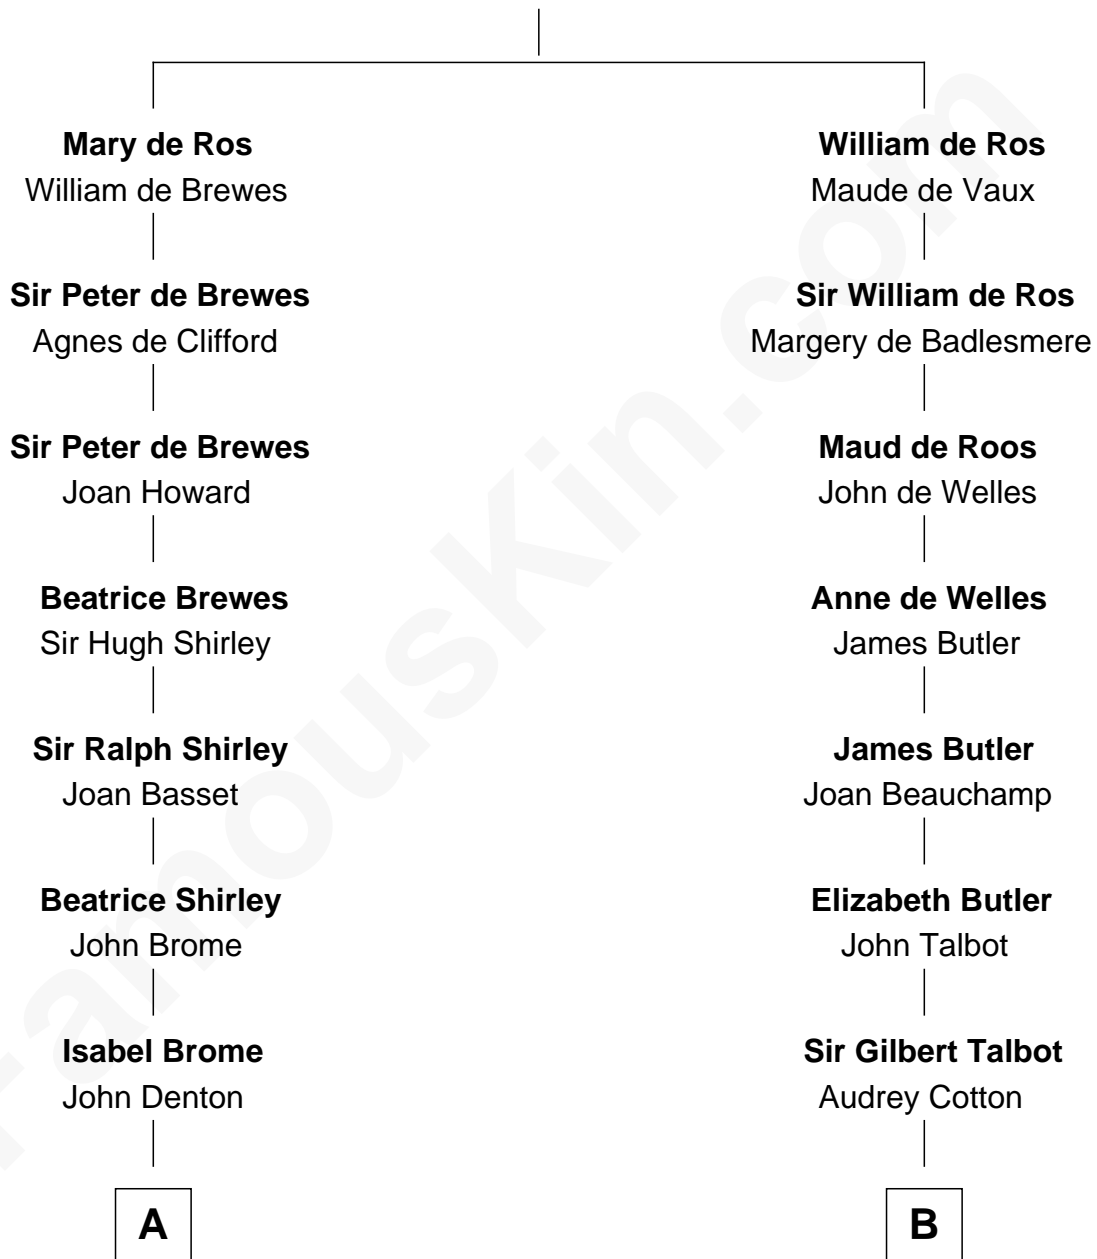 Mary de Ros
William de Brewes
Sir Peter de Brewes
Agnes de Clifford
Sir Peter de Brewes
Joan Howard
Beatrice Brewes
Sir Hugh Shirley
Sir Ralph Shirley
Joan Basset
Beatrice Shirley
John Brome
Isabel Brome
John Denton
A
William de Ros
Maude de Vaux
Sir William de Ros
Margery de Badlesmere
Maud de Roos
John de Welles
Anne de Welles
James Butler
James Butler
Joan Beauchamp
Elizabeth Butler
John Talbot
Sir Gilbert Talbot
Audrey Cotton
B
FamousKin.com